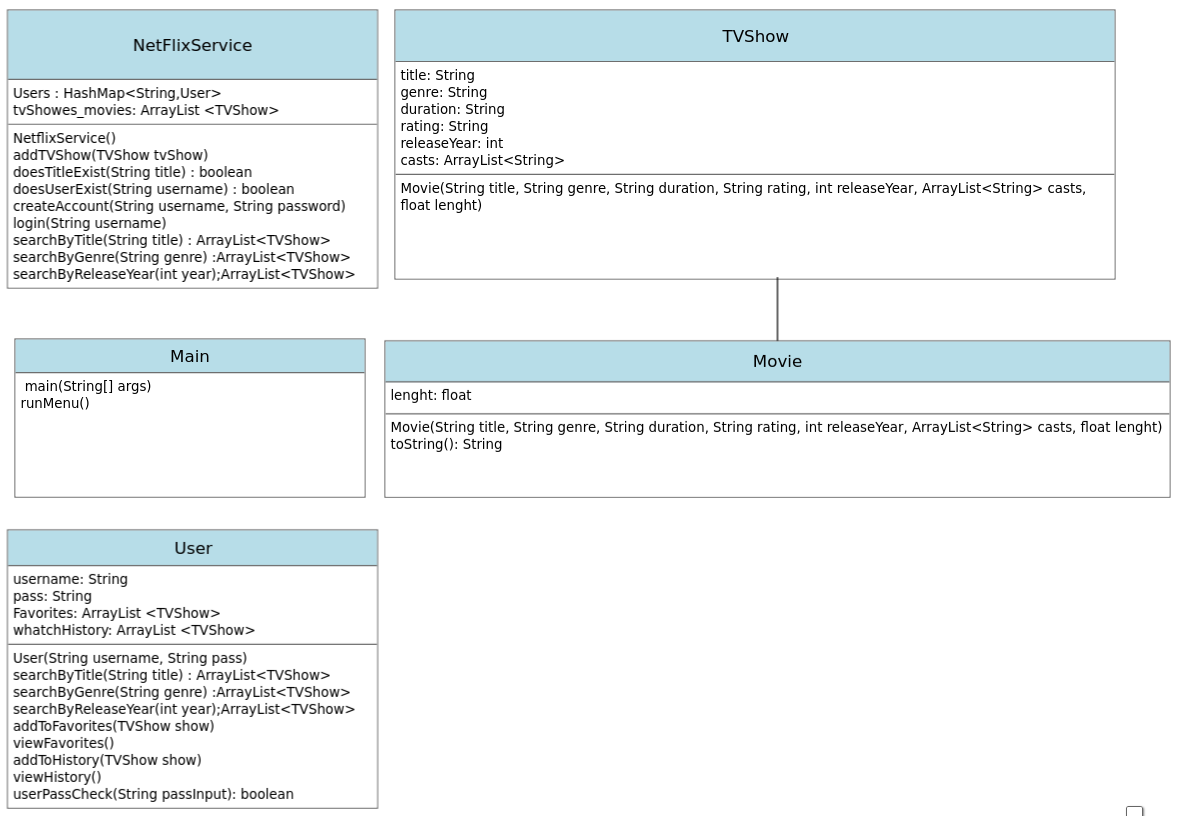 NetFlixService
Users : HashMap<String,User>
tvShowes_movies: ArrayList <TVShow>
NetflixService()
addTVShow(TVShow tvShow)
doesTitleExist(String title) : boolean
doesUserExist(String username) : boolean
createAccount(String username, String password)
login(String username)
searchByTitle(String title) : ArrayList<TVShow>
searchByGenre(String genre) :ArrayList<TVShow>
searchByReleaseYear(int year);ArrayList<TVShow>
TVShow
title: String
genre: String
duration: String
rating: String
releaseYear: int
casts: ArrayList<String>
Movie(String title, String genre, String duration, String rating, int releaseYear, ArrayList<String> casts,
float lenght)
Main
main(String[] args)
runMenu()
Movie
lenght: float
Movie(String title, String genre, String duration, String rating, int releaseYear, ArrayList<String> casts, float lenght)
toString(): String
User
username: String
pass: String
Favorites: ArrayList <TVShow>
whatchHistory: ArrayList <TVShow>
User(String username, String pass)
searchByTitle(String title) : ArrayList<TVShow>
searchByGenre(String genre) :ArrayList<TVShow>
searchByReleaseYear(int year);ArrayList<TVShow>
addToFavorites(TVShow show)
viewFavorites()
addToHistory(TVShow show)
viewHistory()
userPassCheck(String passInput): boolean